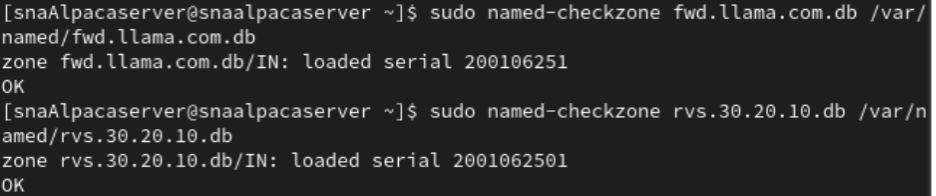 [snaAlpacaserver@snaalpacaserver ~]$ sudo named-checkzone fwd.llama.com.db /var/
named/fwd.llama.com.db
zone fwd.llama.com.db/IN: loaded serial 200106251
OK
[snaAlpacaserver@snaalpacaserver ~]$ sudo named-checkzone rvs.30.20.10.db /var/n
amed/rvs.30.20.10.db
zone rvs.30.20.10.db/IN: loaded serial 2001062501
OK